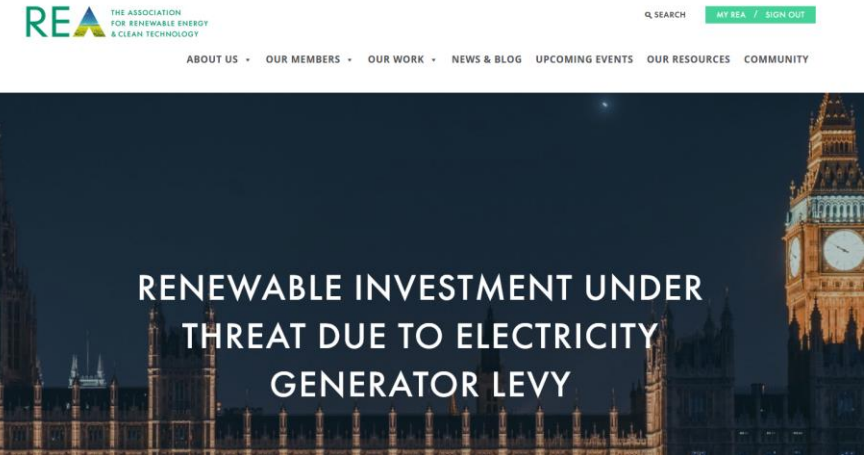 REA
THE ASSOCIATION
FOR RENEWABLE ENERGY
& CLEAN TECHNOLOGY
SEARCH
MY REA / SIGN OUT
ABOUT US
OUR MEMBERS
OUR WORK
NEWS & BLOG
UPCOMING EVENTS
OUR RESOURCES
COMMUNITY
RENEWABLE INVESTMENT UNDER
THREAT DUE TO ELECTRICITY
GENERATOR LEVY